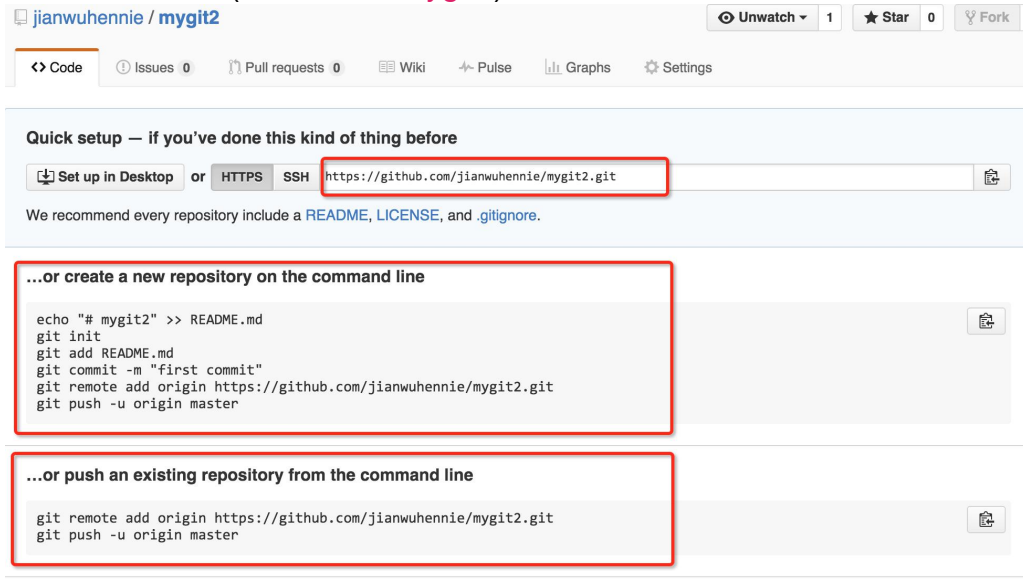 jianwuhennie / mygit2
Unwatch 1 Star 0 Fork
Code Issues 0 Pull requests 0 Wiki Pulse Graphs Settings
Quick setup — if you've done this kind of thing before
Set up in Desktop or HTTPS SSH https://github.com/jianwuhennie/mygit2.git
We recommend every repository include a README, LICENSE, and .gitignore.
...or create a new repository on the command line
echo "# mygit2" >> README.md
git init
git add README.md
git commit -m "first commit"
git remote add origin https://github.com/jianwuhennie/mygit2.git
git push -u origin master
...or push an existing repository from the command line
git remote add origin https://github.com/jianwuhennie/mygit2.git
git push -u origin master